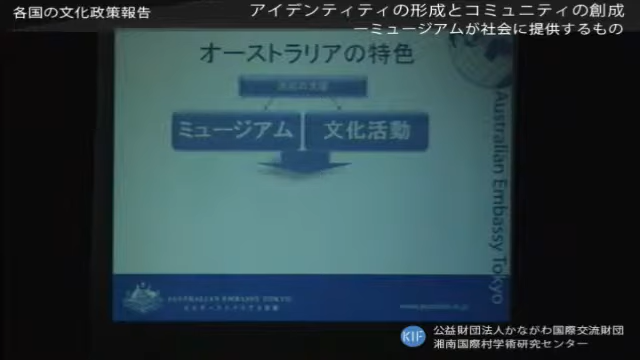 各国の文化政策報告
アイデンティティの形成とコミュニティの創成
ーミュージアムが社会に提供するもの
オーストラリアの特色
ミュージアム
文化活動
Australian Embassy Tokyo
AUSTRALIAN EMBASSY TOKYO
KIF
公益財団法人かながわ国際交流財団
湘南国際村学術研究センター